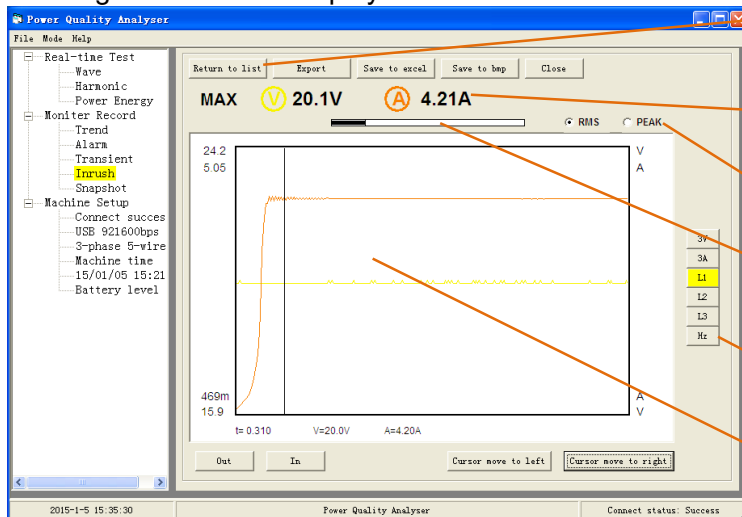 Power Quality Analyser
File Mode Help
Real-time Test
Wave
Harmonic
Power Energy
Moniter Record
Trend
Alarm
Transient
Inrush
Snapshot
Machine Setup
Connect succes
USB 921600bps
3-phase 5-wire
Machine time
15/01/05 15:21
Battery level
Return to list Export Save to excel Save to bmp Close
MAX V 20.1V A 4.21A
RMS PEAK
24.2 V
5.05 A
3V
3A
L1
L2
L3
Hz
469m A
15.9 V
t= 0.310 V=20.0V A=4.20A
Out In Cursor move to left Cursor move to right
2015-1-5 15:35:30 Power Quality Analyser Connect status: Success